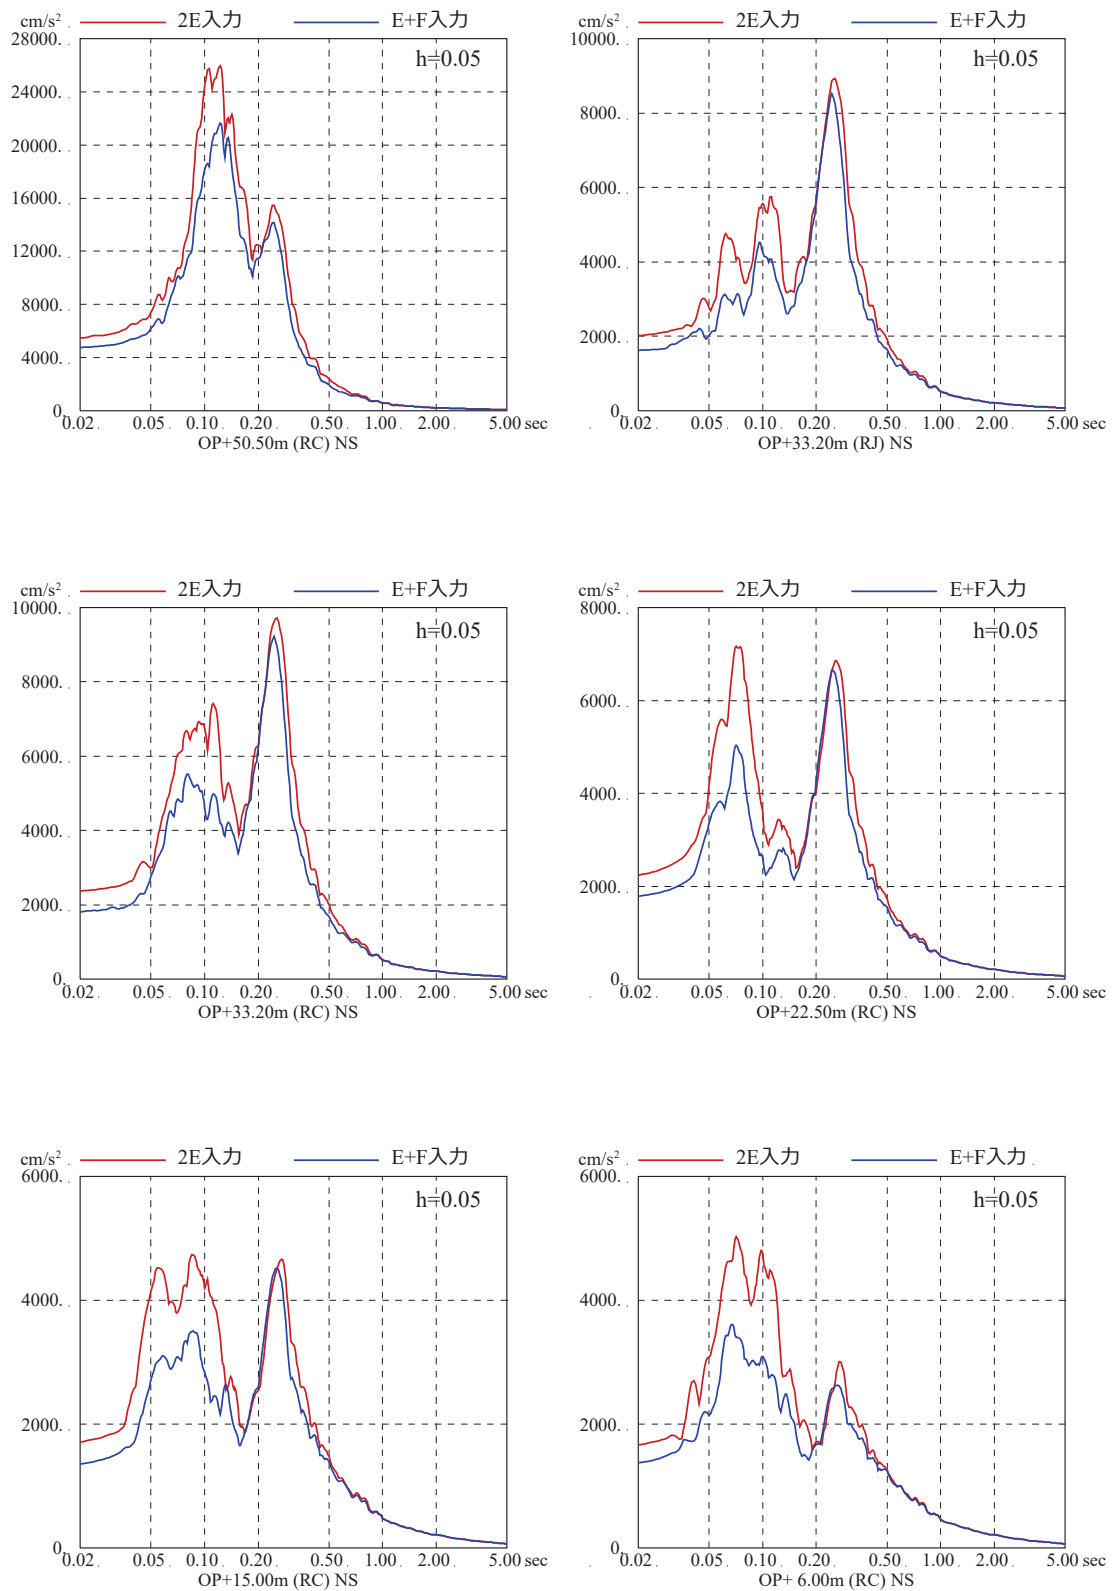 cm/s² 2E入力 E+F入力
28000.
h=0.05
24000.
20000.
16000.
12000.
8000.
4000.
0.
0.02 0.05 0.10 0.20 0.50 1.00 2.00 5.00 sec
OP+50.50m (RC) NS
cm/s² 2E入力 E+F入力
10000.
h=0.05
8000.
6000.
4000.
2000.
0.
0.02 0.05 0.10 0.20 0.50 1.00 2.00 5.00 sec
OP+33.20m (RJ) NS
cm/s² 2E入力 E+F入力
10000.
h=0.05
8000.
6000.
4000.
2000.
0.
0.02 0.05 0.10 0.20 0.50 1.00 2.00 5.00 sec
OP+33.20m (RC) NS
cm/s² 2E入力 E+F入力
8000.
h=0.05
6000.
4000.
2000.
0.
0.02 0.05 0.10 0.20 0.50 1.00 2.00 5.00 sec
OP+22.50m (RC) NS
cm/s² 2E入力 E+F入力
6000.
h=0.05
4000.
2000.
0.
0.02 0.05 0.10 0.20 0.50 1.00 2.00 5.00 sec
OP+15.00m (RC) NS
cm/s² 2E入力 E+F入力
6000.
h=0.05
4000.
2000.
0.
0.02 0.05 0.10 0.20 0.50 1.00 2.00 5.00 sec
OP+ 6.00m (RC) NS